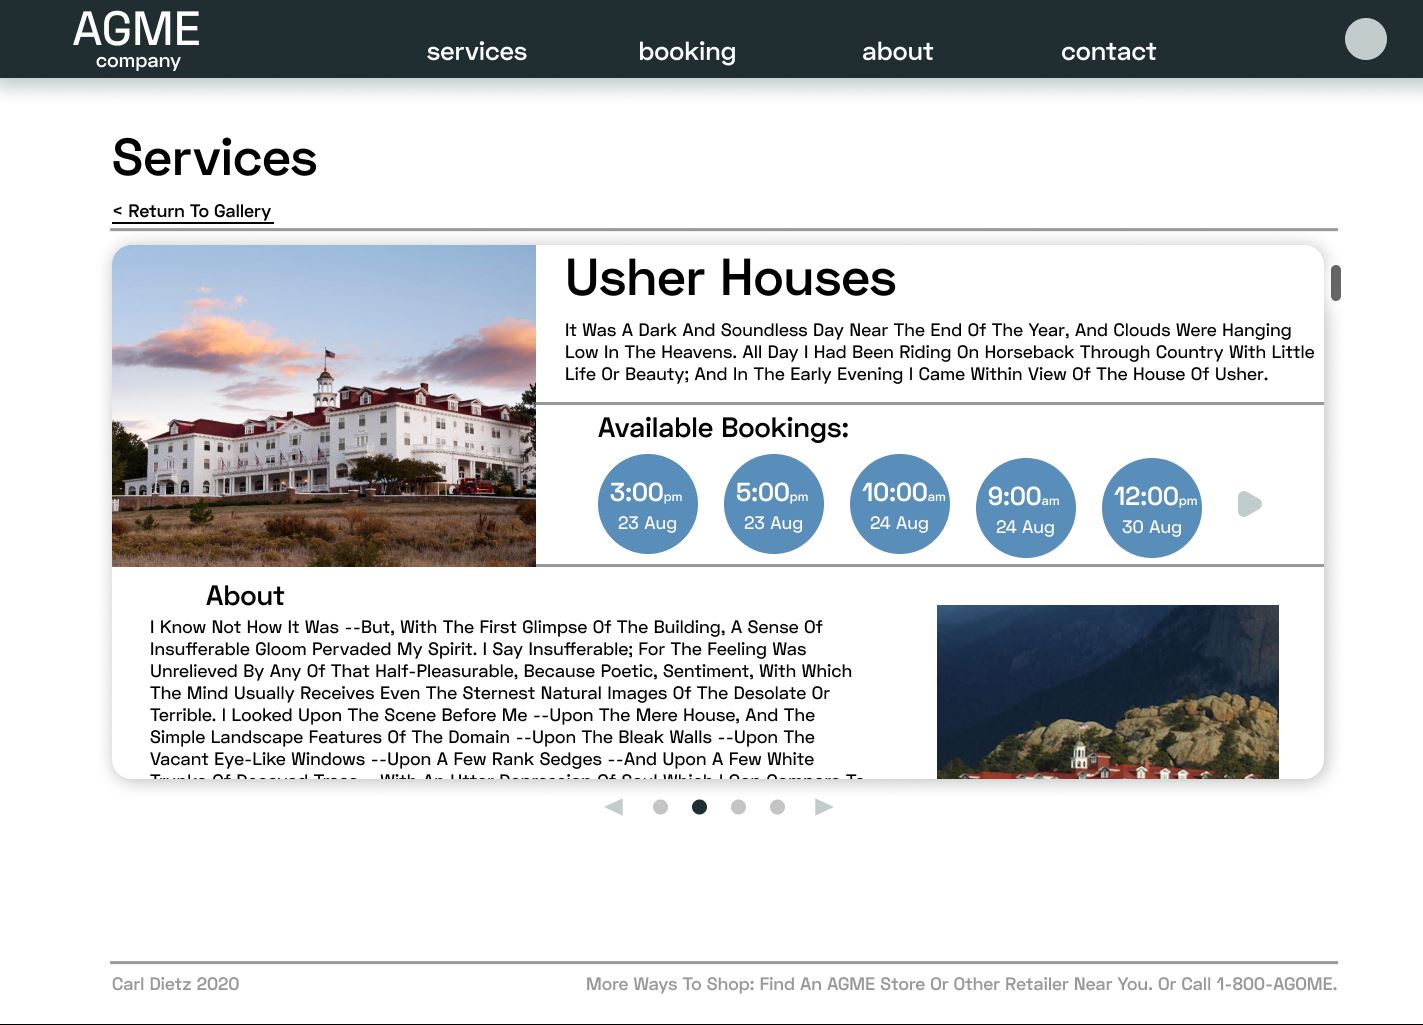 AGME
company
services
booking
about
contact
Services
< Return To Gallery
Usher Houses
It Was A Dark And Soundless Day Near The End Of The Year, And Clouds Were Hanging
Low In The Heavens. All Day I Had Been Riding On Horseback Through Country With Little
Life Or Beauty; And In The Early Evening I Came Within View Of The House Of Usher.
Available Bookings:
3:00pm
23 Aug
5:00pm
23 Aug
10:00am
24 Aug
9:00am
24 Aug
12:00pm
30 Aug
About
I Know Not How It Was --But, With The First Glimpse Of The Building, A Sense Of
Insufferable Gloom Pervaded My Spirit. I Say Insufferable; For The Feeling Was
Unrelieved By Any Of That Half-Pleasurable, Because Poetic, Sentiment, With Which
The Mind Usually Receives Even The Sternest Natural Images Of The Desolate Or
Terrible. I Looked Upon The Scene Before Me --Upon The Mere House, And The
Simple Landscape Features Of The Domain --Upon The Bleak Walls --Upon The
Vacant Eye-Like Windows --Upon A Few Rank Sedges --And Upon A Few White
Carl Dietz 2020
More Ways To Shop: Find An AGME Store Or Other Retailer Near You. Or Call 1-800-AGOME.